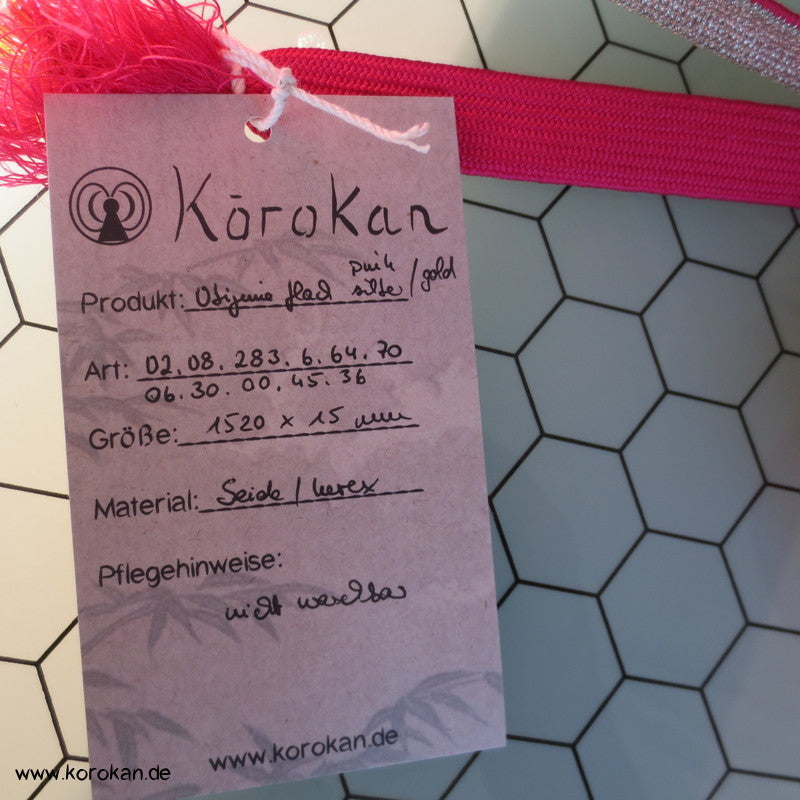 Kōrokan
pink
Produkt: Obijime flach silber/gold
Art: 02.08.283.6.64.70
06.30.00.45.36
Größe: 1520 x 15 mm
Material: Seide / Lurex
Pflegehinweise:
nicht waschbar
www.korokan.de
www.korokan.de